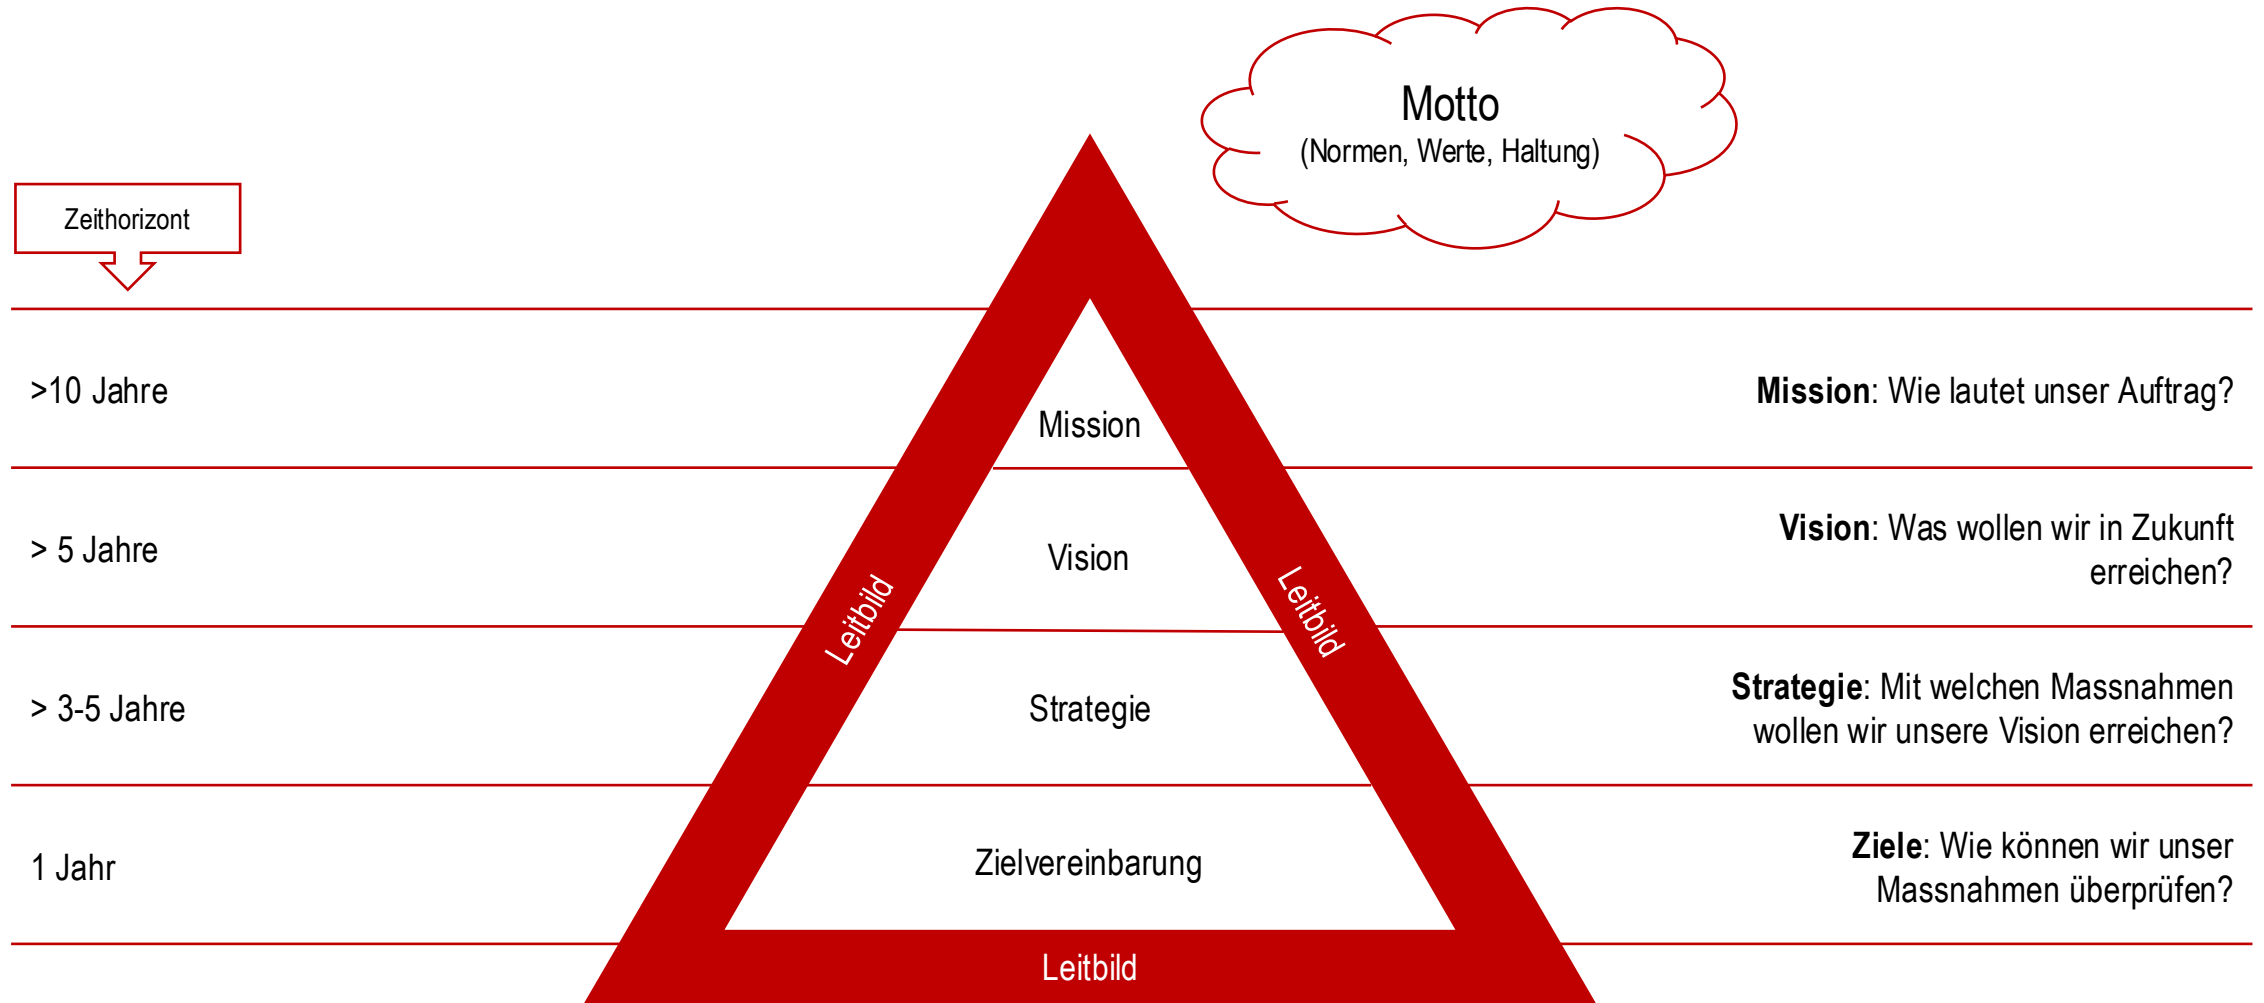 Motto
(Normen, Werte, Haltung)
Zeithorizont
>10 Jahre
Mission
Mission: Wie lautet unser Auftrag?
> 5 Jahre
Vision
Vision: Was wollen wir in Zukunft
erreichen?
Leitbild
Leitbild
> 3-5 Jahre
Strategie
Strategie: Mit welchen Massnahmen
wollen wir unsere Vision erreichen?
1 Jahr
Zielvereinbarung
Ziele: Wie können wir unser
Massnahmen überprüfen?
Leitbild